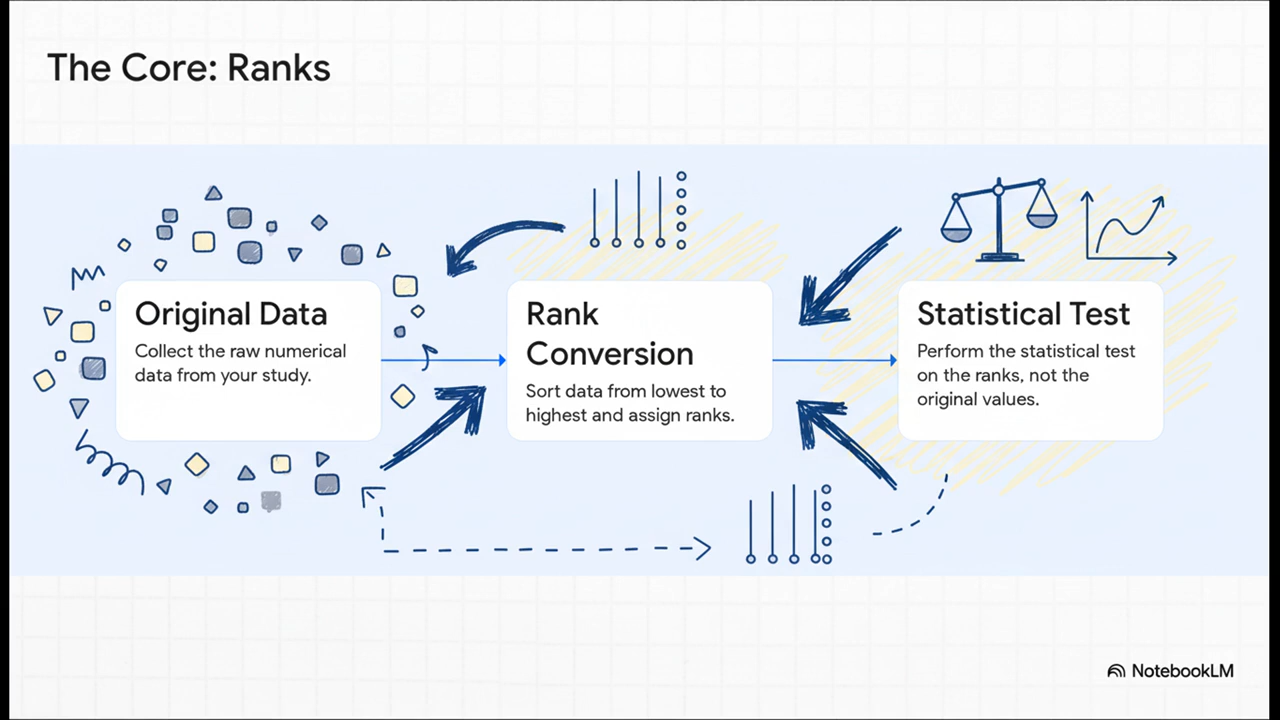 The Core: Ranks
Original Data
Collect the raw numerical
data from your study.
Rank
Conversion
Sort data from lowest to
highest and assign ranks.
Statistical Test
Perform the statistical test
on the ranks, not the
original values.
NotebookLM